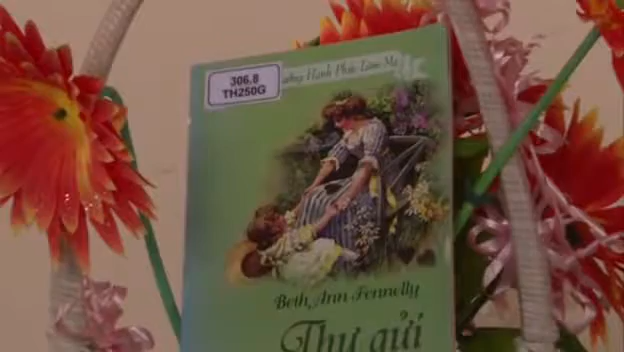 306.8
TH250G
Hạnh Phúc Làm Mẹ
Beth Ann Fennelly
Thư gửi